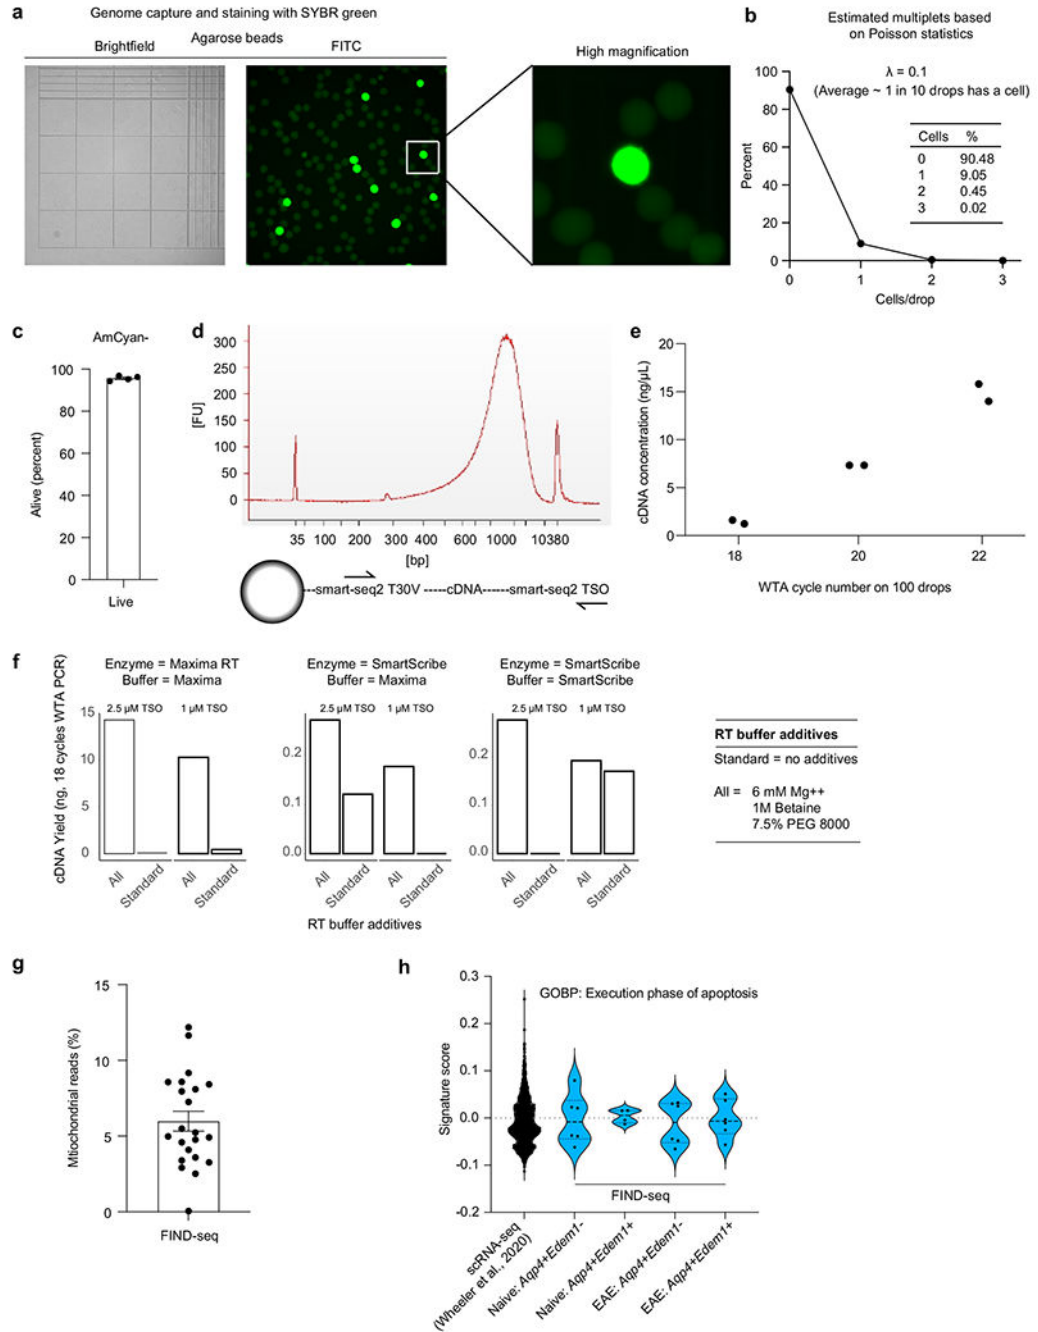 a
Genome capture and staining with SYBR green
Agarose beads
Brightfield
FITC
High magnification
b
Estimated multiplets based
on Poisson statistics
λ = 0.1
(Average ~ 1 in 10 drops has a cell)
Cells %
0 90.48
1 9.05
2 0.45
3 0.02
Percent
100
80
60
40
20
0
0 1 2 3
Cells/drop
c
AmCyan-
Alive (percent)
100
80
60
40
20
0
Live
d
[FU]
300
250
200
150
100
50
0
35 100 200 300 400 600 1000 10380
[bp]
smart-seq2 T30V -----cDNA------smart-seq2 TSO
e
cDNA concentration (ng/µL)
20
15
10
5
0
18 20 22
WTA cycle number on 100 drops
f
cDNA Yield (ng, 18 cycles WTA PCR)
Enzyme = Maxima RT
Buffer = Maxima
2.5 µM TSO 1 µM TSO
15
10
5
0
All Standard All Standard
Enzyme = SmartScribe
Buffer = Maxima
2.5 µM TSO 1 µM TSO
0.2
0.1
0.0
All Standard All Standard
Enzyme = SmartScribe
Buffer = SmartScribe
2.5 µM TSO 1 µM TSO
0.2
0.1
0.0
All Standard All Standard
RT buffer additives
RT buffer additives
Standard = no additives
All = 6 mM Mg++
1M Betaine
7.5% PEG 8000
g
Mtiochondrial reads (%)
15
10
5
0
FIND-seq
h
GOBP: Execution phase of apoptosis
Signature score
0.3
0.2
0.1
0.0
-0.1
-0.2
FIND-seq
scRNA-seq
(Wheeler et al., 2020)
Naive: Aqp4+Edem1-
Naive: Aqp4+Edem1+
EAE: Aqp4+Edem1-
EAE: Aqp4+Edem1+